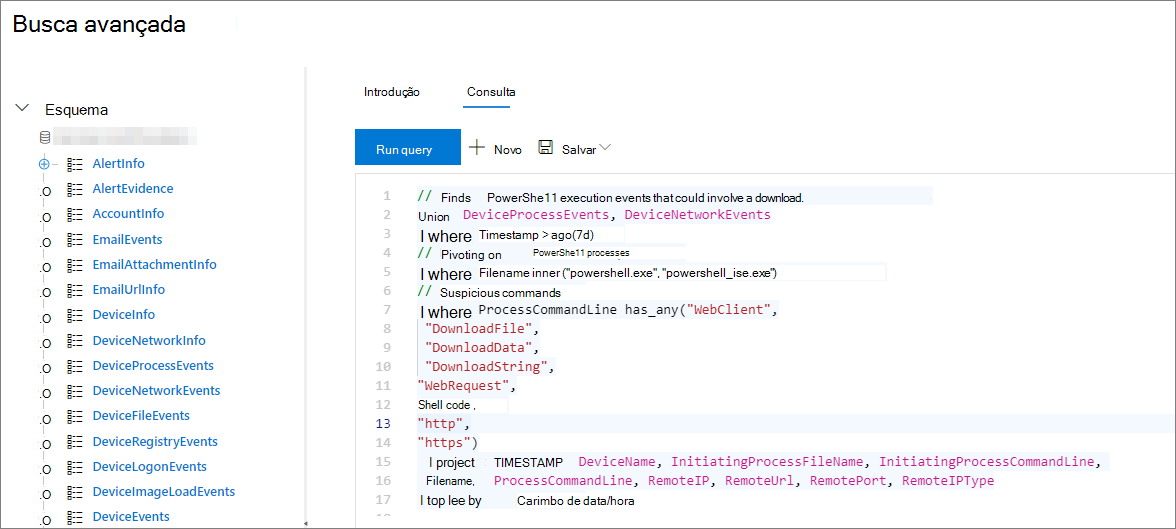 Busca avançada
Esquema
AlertInfo
AlertEvidence
AccountInfo
EmailEvents
EmailAttachmentInfo
EmailUrlInfo
DeviceInfo
DeviceNetworkInfo
DeviceProcessEvents
DeviceNetworkEvents
DeviceFileEvents
DeviceRegistryEvents
DeviceLogonEvents
DeviceImageLoadEvents
DeviceEvents
Introdução Consulta
Run query Novo Salvar
1 // Finds PowerShe11 execution events that could involve a download.
2 Union DeviceProcessEvents, DeviceNetworkEvents
3 | where Timestamp > ago(7d)
4 // Pivoting on PowerShe11 processes
5 | where Filename inner ("powershell.exe", "powershell_ise.exe")
6 // Suspicious commands
7 | where ProcessCommandLine has_any("WebClient",
8 "DownloadFile",
9 "DownloadData",
10 "DownloadString",
11 "WebRequest",
12 Shell code ,
13 "http",
14 "https")
15 | project TIMESTAMP DeviceName, InitiatingProcessFileName, InitiatingProcessCommandLine,
16 Filename, ProcessCommandLine, RemoteIP, RemoteUrl, RemotePort, RemoteIPType
17 | top lee by Carimbo de data/hora